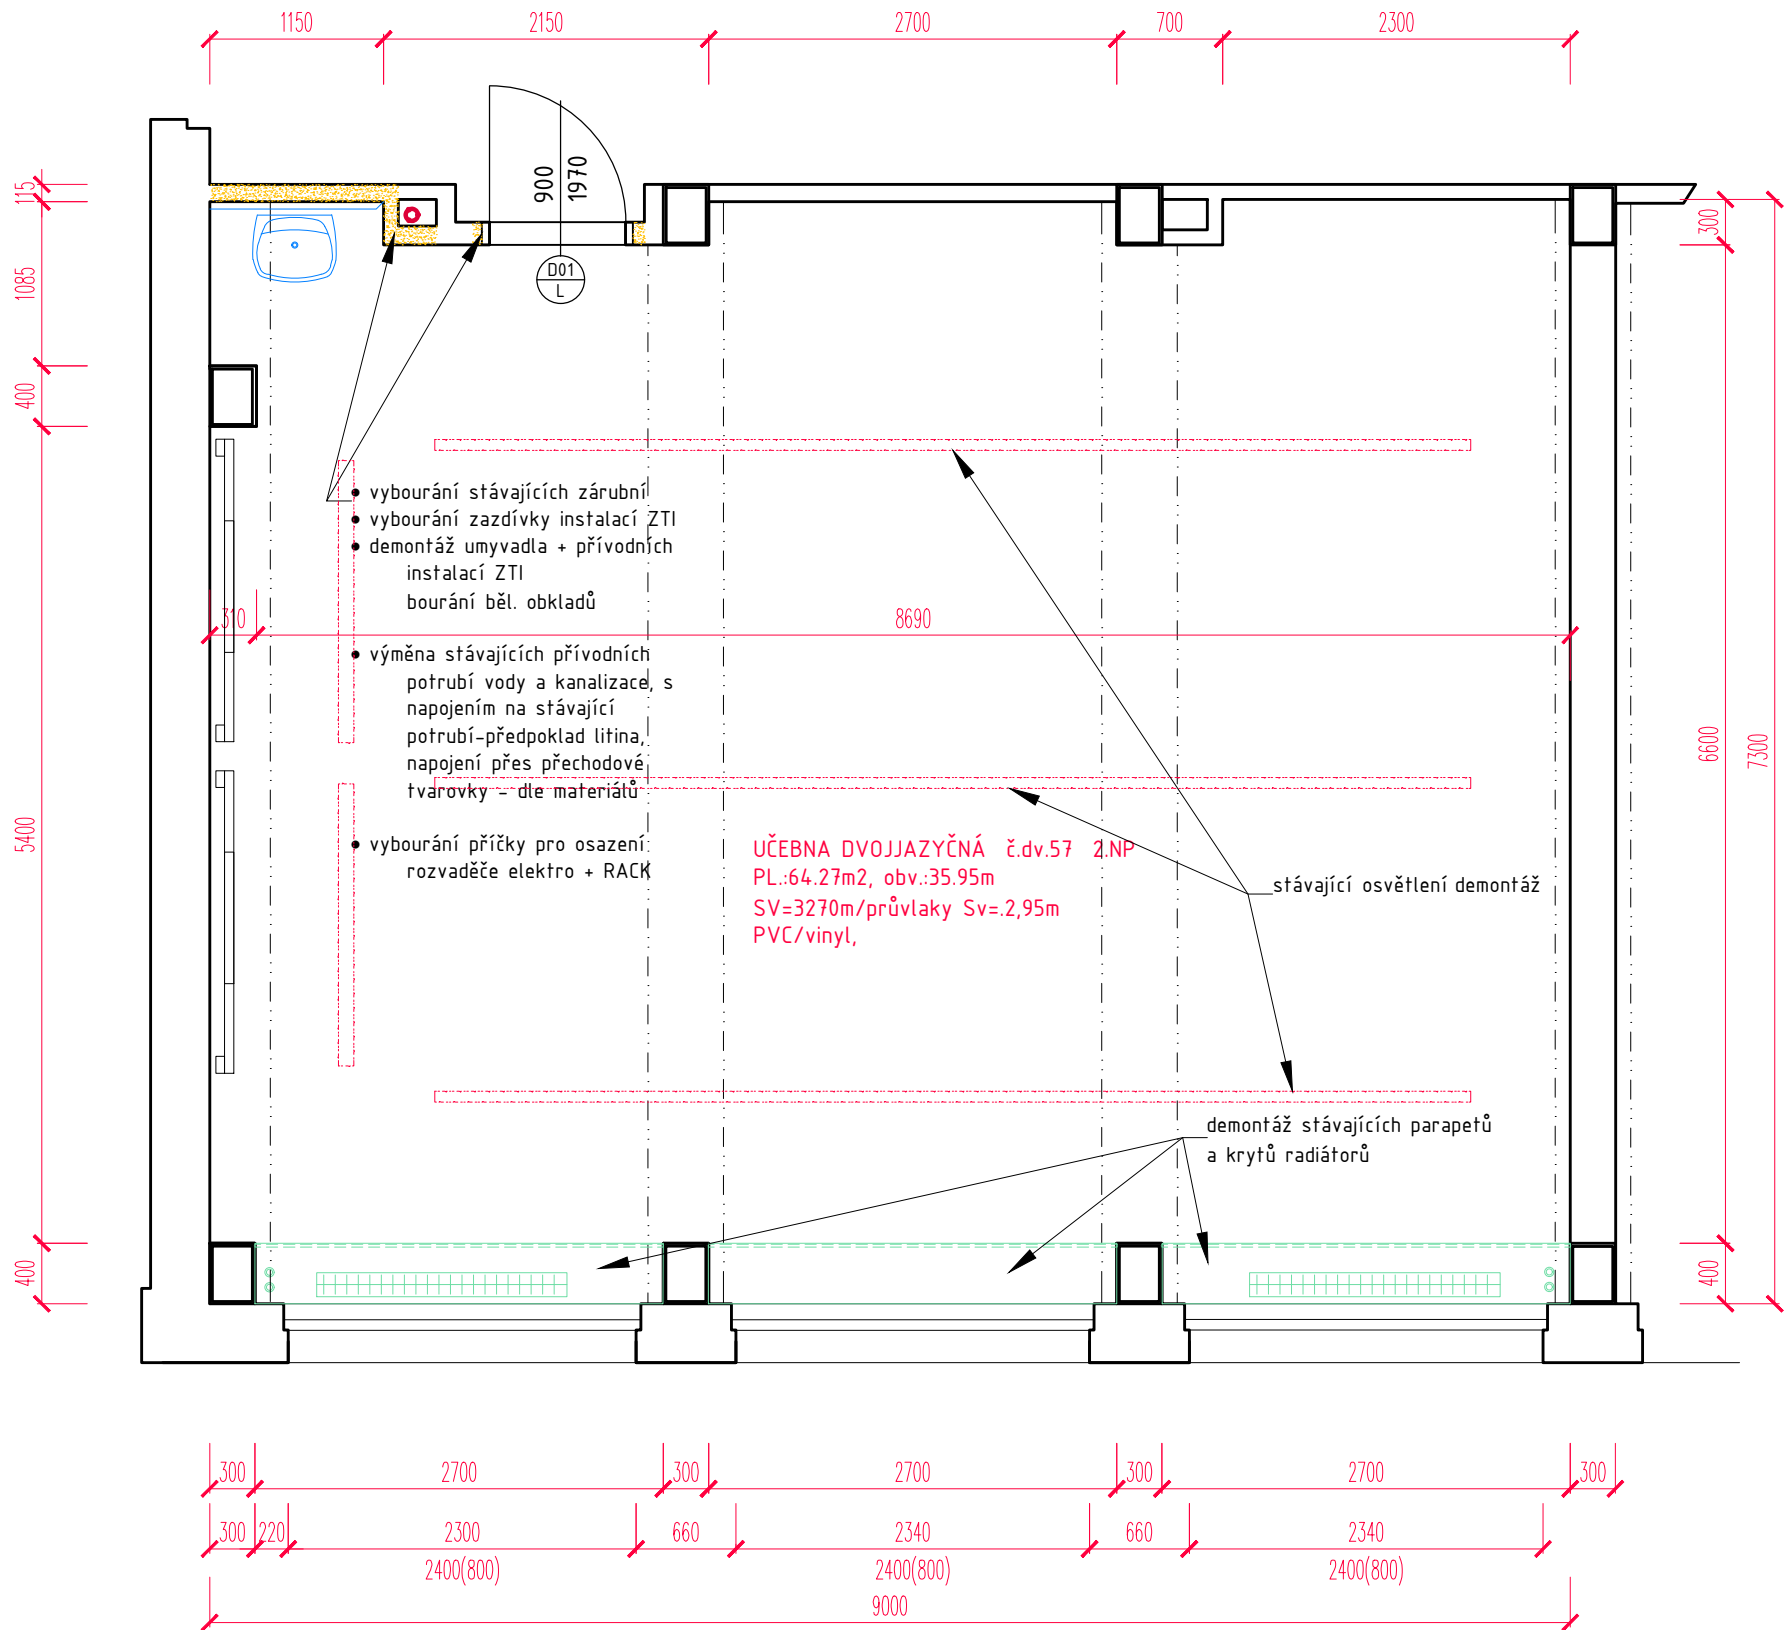 1150 2150 2700 700 2300
900
1970
D01
L
115
1085
400
5400
400
300
6600
7300
400
• vybourání stávajících zárubní
• vybourání zazdívky instalací ZTI
• demontáž umyvadla + přívodních
instalací ZTI
bourání běl. obkladů
310 8690
• výměna stávajících přívodních
potrubí vody a kanalizace, s
napojením na stávající
potrubí-předpoklad litina,
napojení přes přechodové
tvarovky - dle materiálů
• vybourání příčky pro osazení
rozvaděče elektro + RACK
UČEBNA DVOJJAZYČNÁ č.dv.57 2.NP
PL.:64.27m2, obv.:35.95m
SV=3270m/průvlaky Sv=.2,95m
PVC/vinyl,
stávající osvětlení demontáž
demontáž stávajících parapetů
a krytů radiátorů
300 2700 300 2700 300 2700 300
300 220 2300 660 2340 660 2340
2400(800) 2400(800) 2400(800)
9000